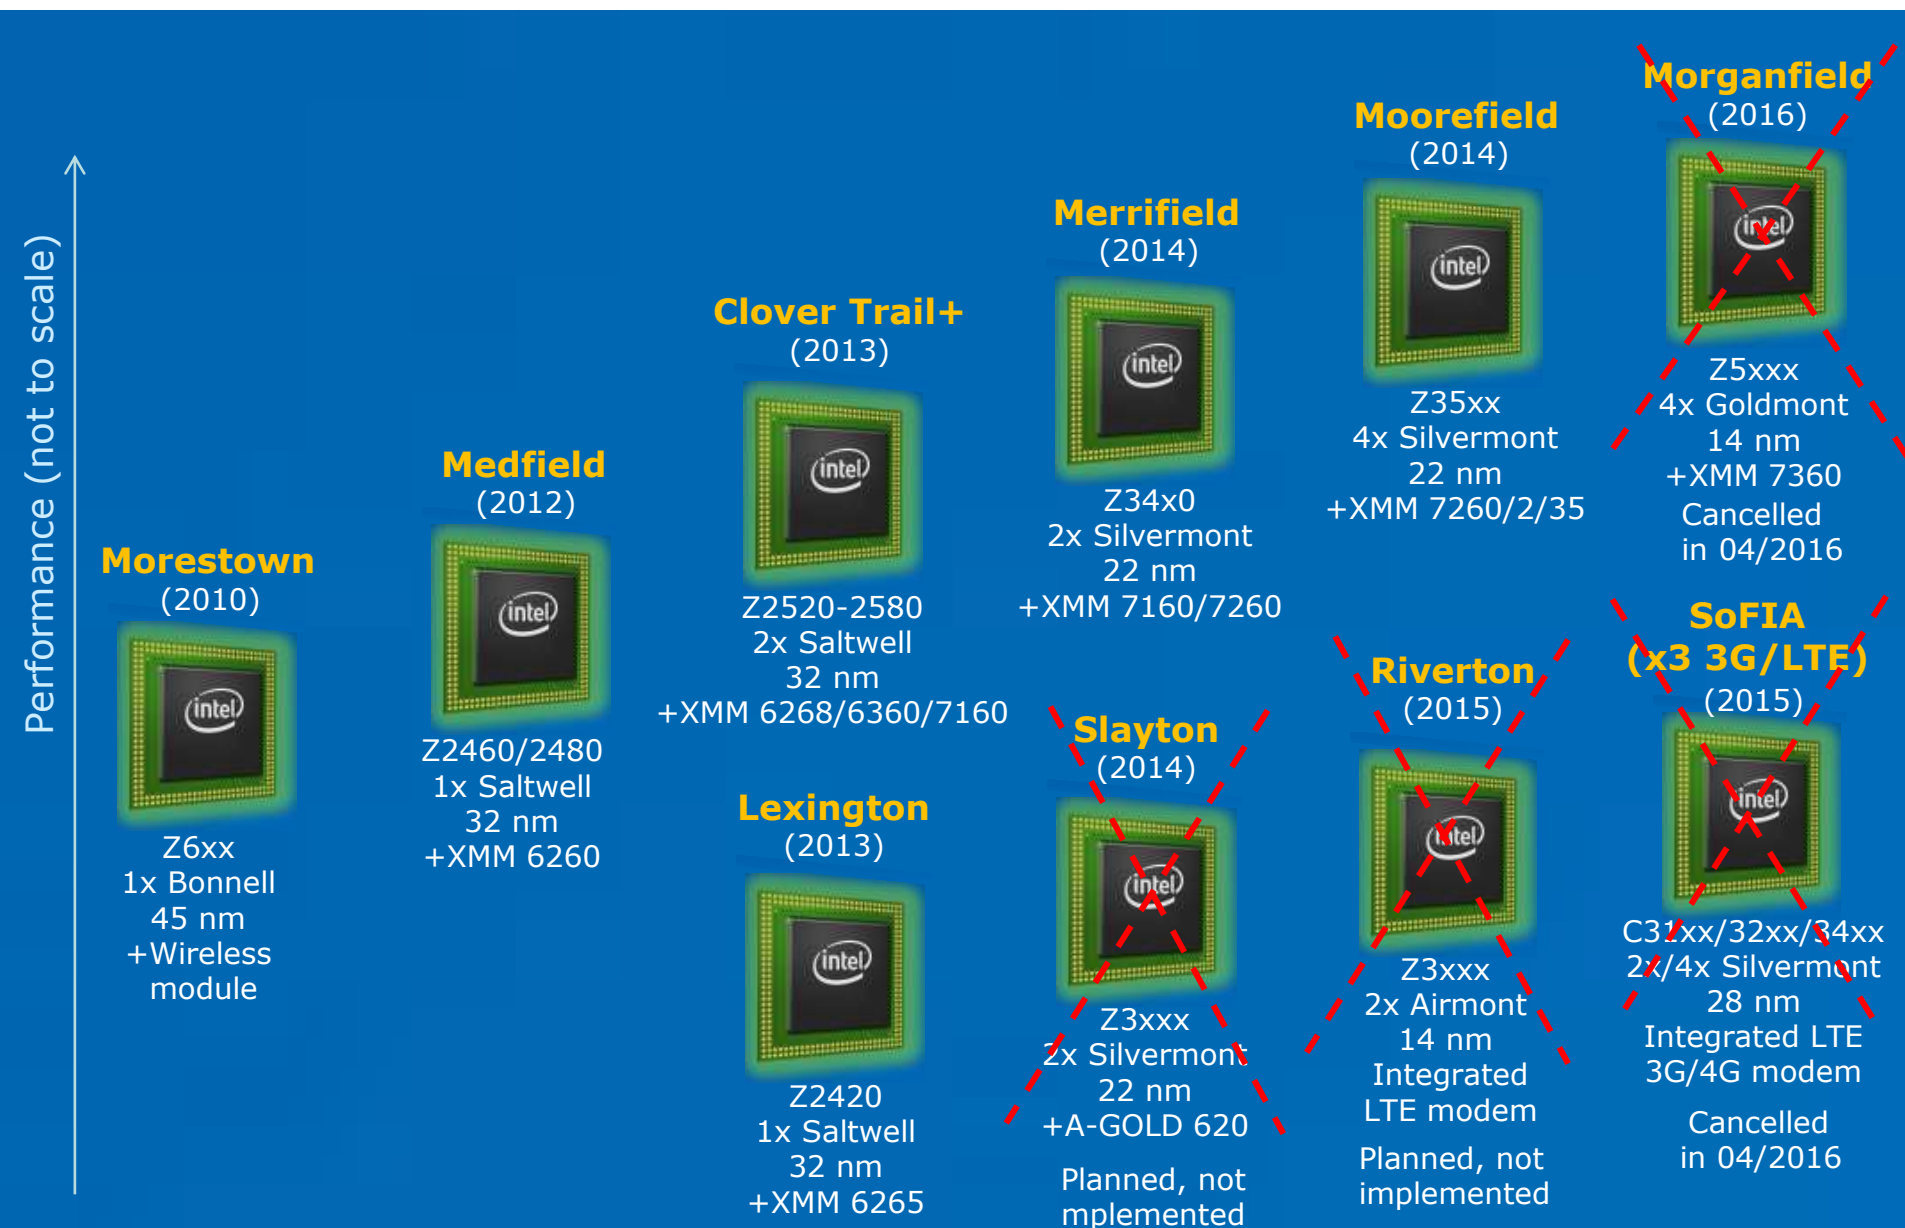 Performance (not to scale)
Morestown
(2010)
intel
Z6xx
1x Bonnell
45 nm
+Wireless
module
Medfield
(2012)
intel
Z2460/2480
1x Saltwell
32 nm
+XMM 6260
Clover Trail+
(2013)
intel
Z2520-2580
2x Saltwell
32 nm
+XMM 6268/6360/7160
Lexington
(2013)
intel
Z2420
1x Saltwell
32 nm
+XMM 6265
Merrifield
(2014)
intel
Z34x0
2x Silvermont
22 nm
+XMM 7160/7260
Slayton
(2014)
intel
Z3xxx
2x Silvermont
22 nm
+A-GOLD 620
Planned, not
mplemented
Moorefield
(2014)
intel
Z35xx
4x Silvermont
22 nm
+XMM 7260/2/35
Riverton
(2015)
intel
Z3xxx
2x Airmont
14 nm
Integrated
LTE modem
Planned, not
implemented
Morganfield
(2016)
intel
Z5xxx
4x Goldmont
14 nm
+XMM 7360
Cancelled
in 04/2016
SoFIA
(x3 3G/LTE)
(2015)
intel
C31xx/32xx/34xx
2x/4x Silvermont
28 nm
Integrated LTE
3G/4G modem
Cancelled
in 04/2016